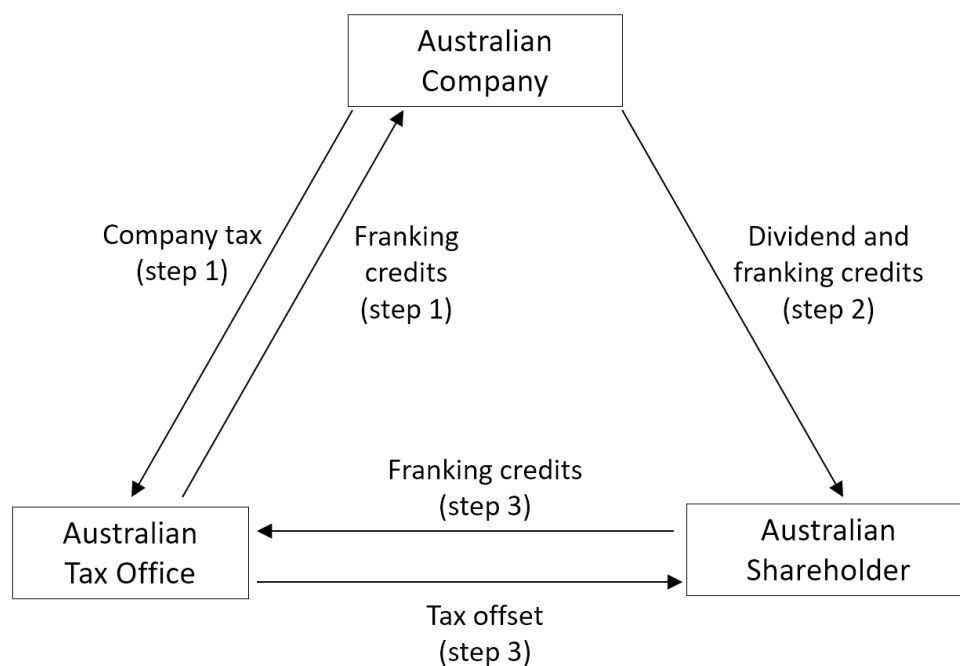 Australian
Company
Company tax
(step 1)
Franking
credits
(step 1)
Dividend and
franking credits
(step 2)
Franking credits
(step 3)
Australian
Tax Office
Australian
Shareholder
Tax offset
(step 3)